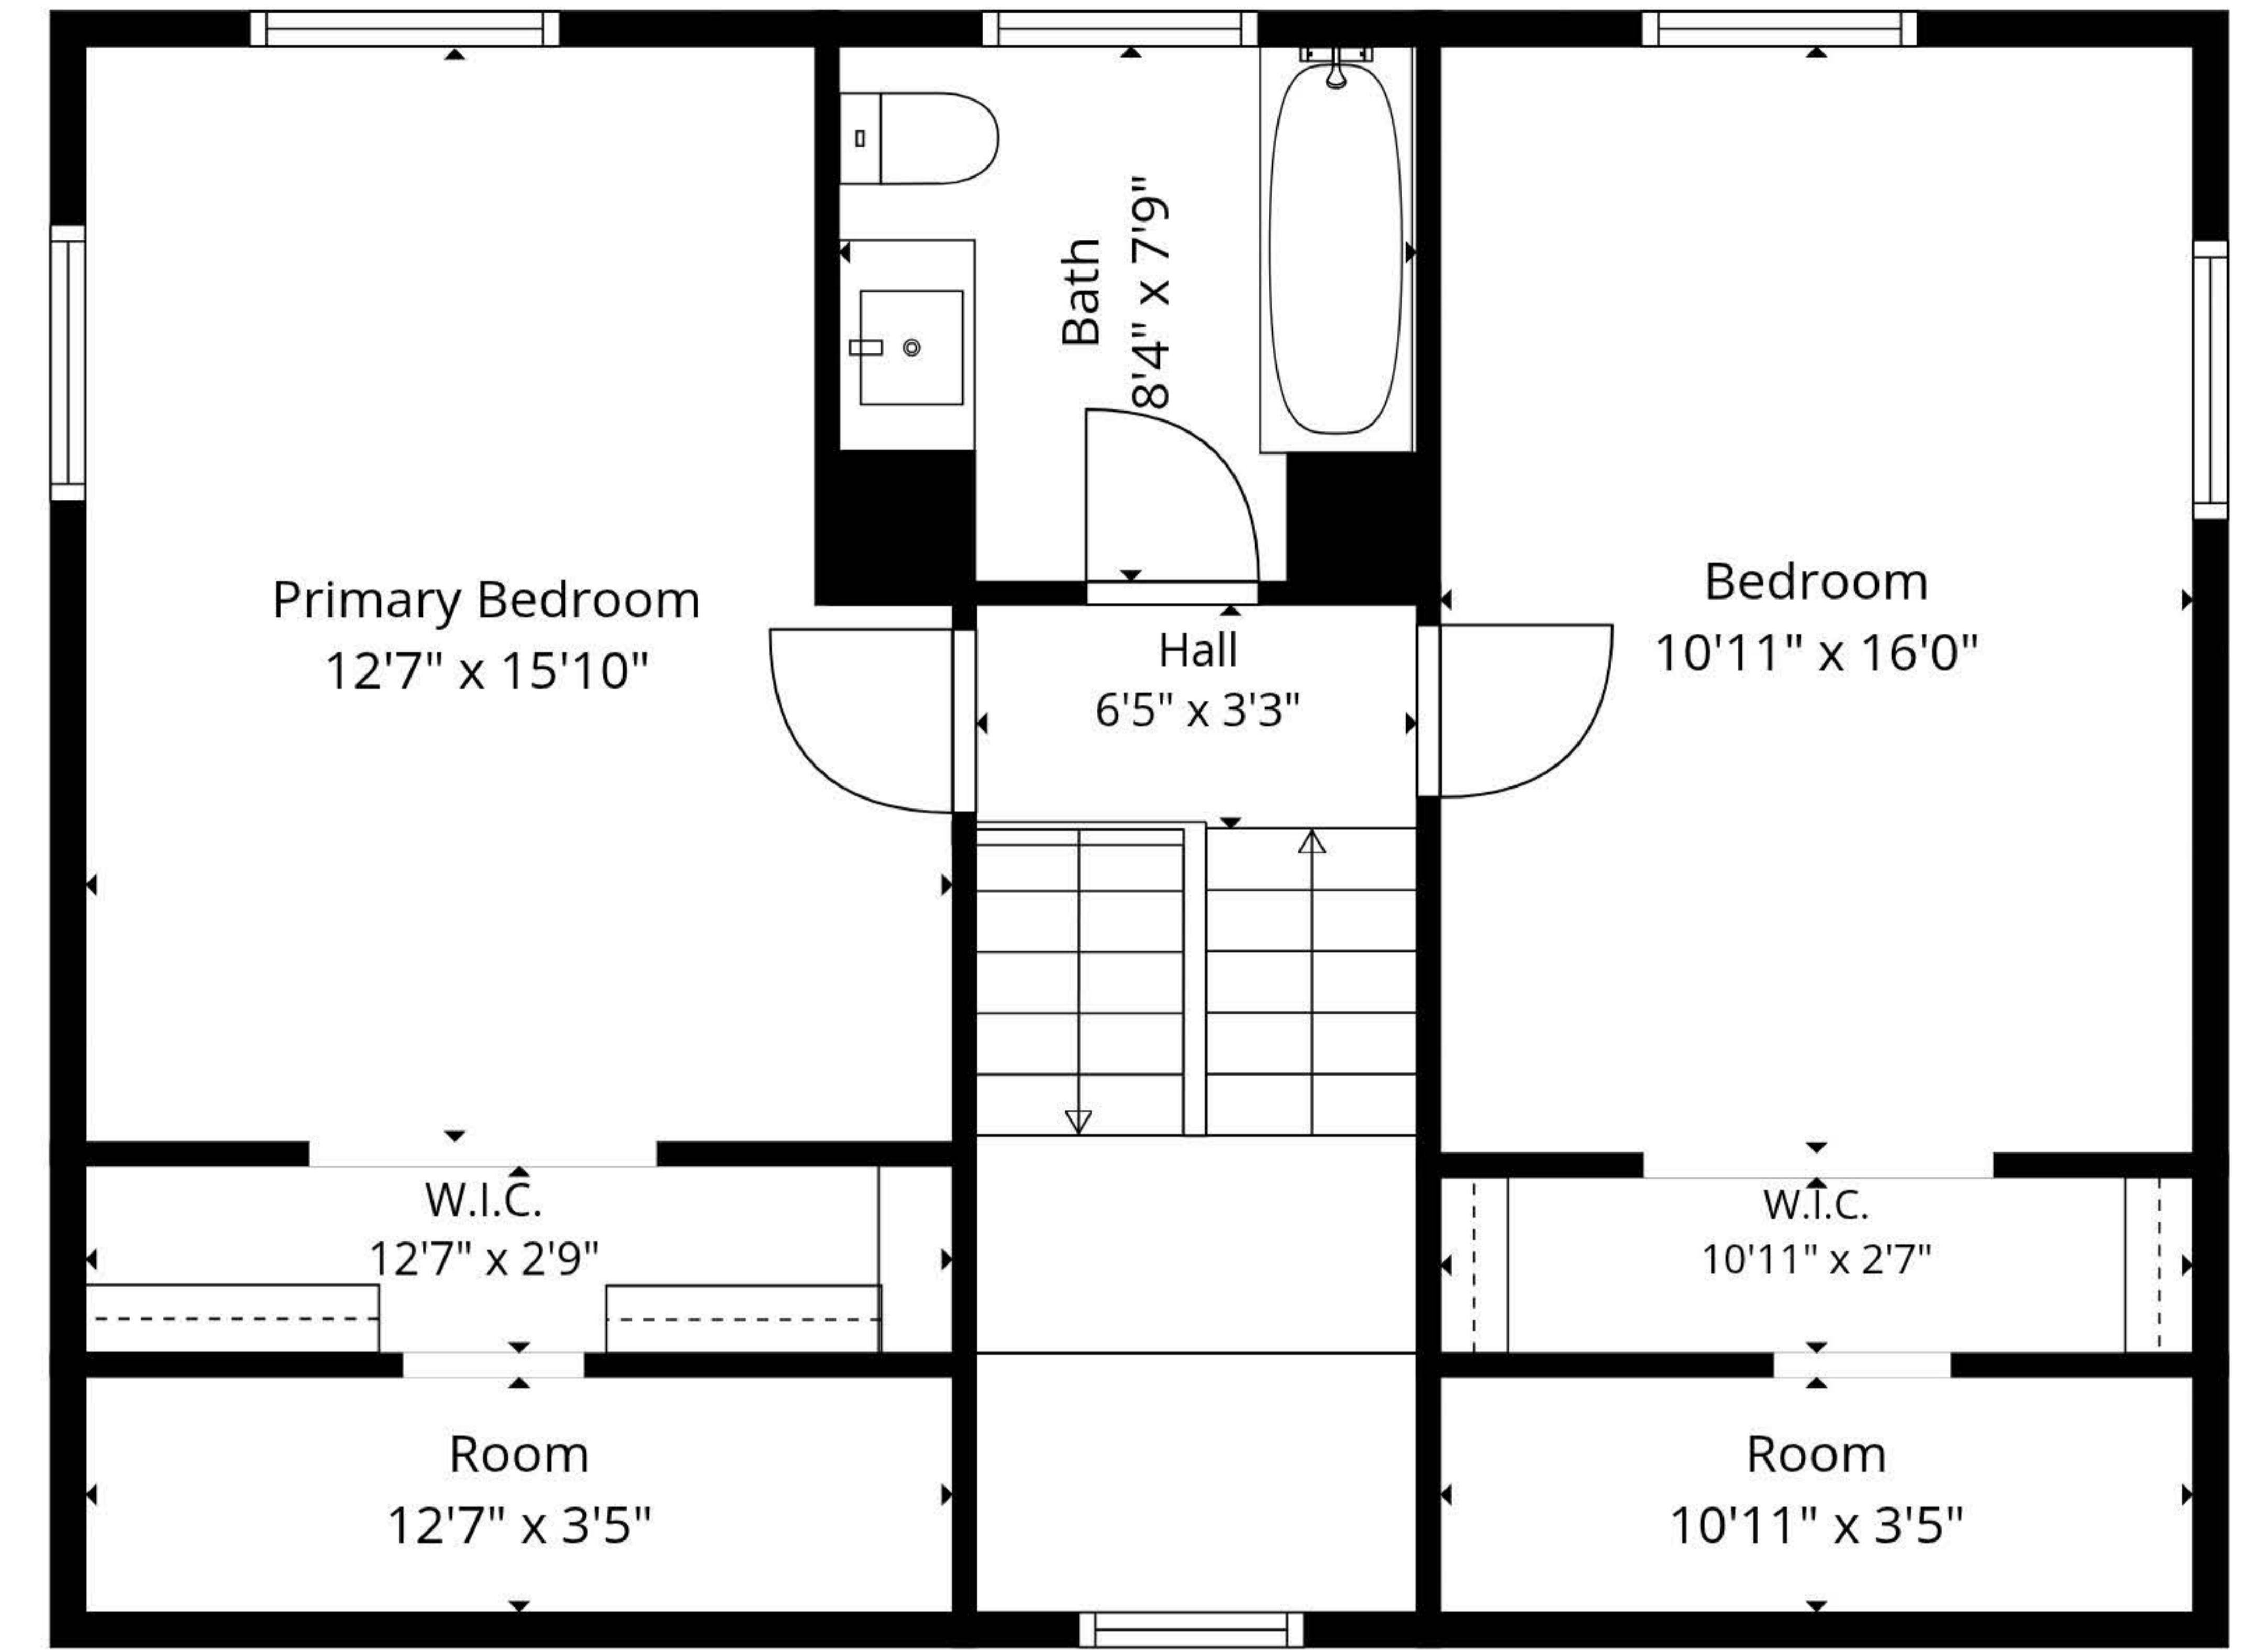 Bath
8'4" x 7'9"
Primary Bedroom
12'7" x 15'10"
Hall
6'5" x 3'3"
Bedroom
10'11" x 16'0"
W.I.C.
12'7" x 2'9"
W.I.C.
10'11" x 2'7"
Room
12'7" x 3'5"
Room
10'11" x 3'5"